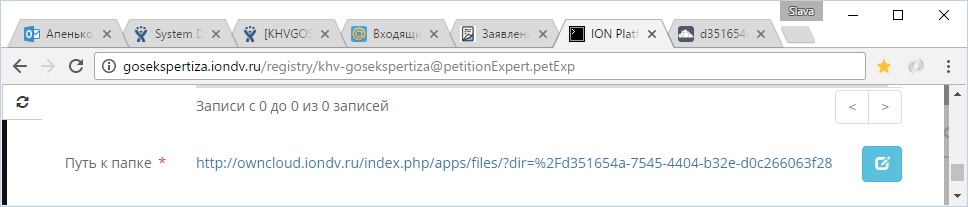 Slava
Апенько
System D
[KHVGOS
Входящи
Заявлен
ION Platf
d351654
gosekspertiza.iondv.ru/registry/khv-gosekspertiza@petitionExpert.petExp
Записи с 0 до 0 из 0 записей
< >
Путь к папке * http://owncloud.iondv.ru/index.php/apps/files/?dir=%2Fd351654a-7545-4404-b32e-d0c266063f28